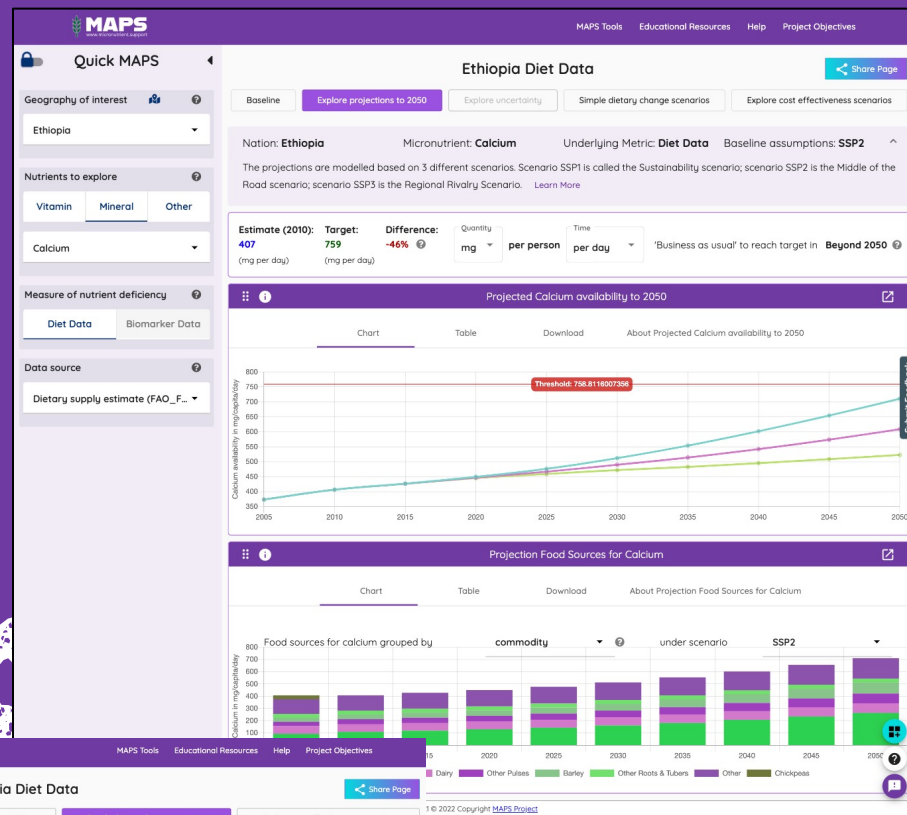 MAPS
www.micronutrient.support
MAPS Tools Educational Resources Help Project Objectives
Quick MAPS
Geography of interest
Ethiopia
Nutrients to explore
Vitamin Mineral Other
Calcium
Measure of nutrient deficiency
Diet Data Biomarker Data
Data source
Dietary supply estimate (FAO_F...
Ethiopia Diet Data
Share Page
Baseline Explore projections to 2050 Explore uncertainty Simple dietary change scenarios Explore cost effectiveness scenarios
Nation: Ethiopia Micronutrient: Calcium Underlying Metric: Diet Data Baseline assumptions: SSP2
The projections are modelled based on 3 different scenarios. Scenario SSP1 is called the Sustainability scenario; scenario SSP2 is the Middle of the
Road scenario; scenario SSP3 is the Regional Rivalry Scenario. Learn More
Estimate (2010): Target: Difference: Quantity Time
407 759 -46% mg per person per day 'Business as usual' to reach target in Beyond 2050
(mg per day) (mg per day)
Projected Calcium availability to 2050
Chart Table Download About Projected Calcium availability to 2050
Calcium availability in mg/capita/day
800
750
700
650
600
550
500
450
400
350
Threshold: 758.8116007356
2005 2010 2015 2020 2025 2030 2035 2040 2045 2050
Projection Food Sources for Calcium
Chart Table Download About Projection Food Sources for Calcium
Food sources for calcium grouped by commodity under scenario SSP2
Calcium in mg/capita/day
800
700
600
500
400
300
200
100
15 2020 2025 2030 2035 2040 2045 2050
Dairy Other Pulses Barley Other Roots & Tubers Other Chickpeas
© 2022 Copyright MAPS Project
MAPS Tools Educational Resources Help Project Objectives
ia Diet Data
Share Page